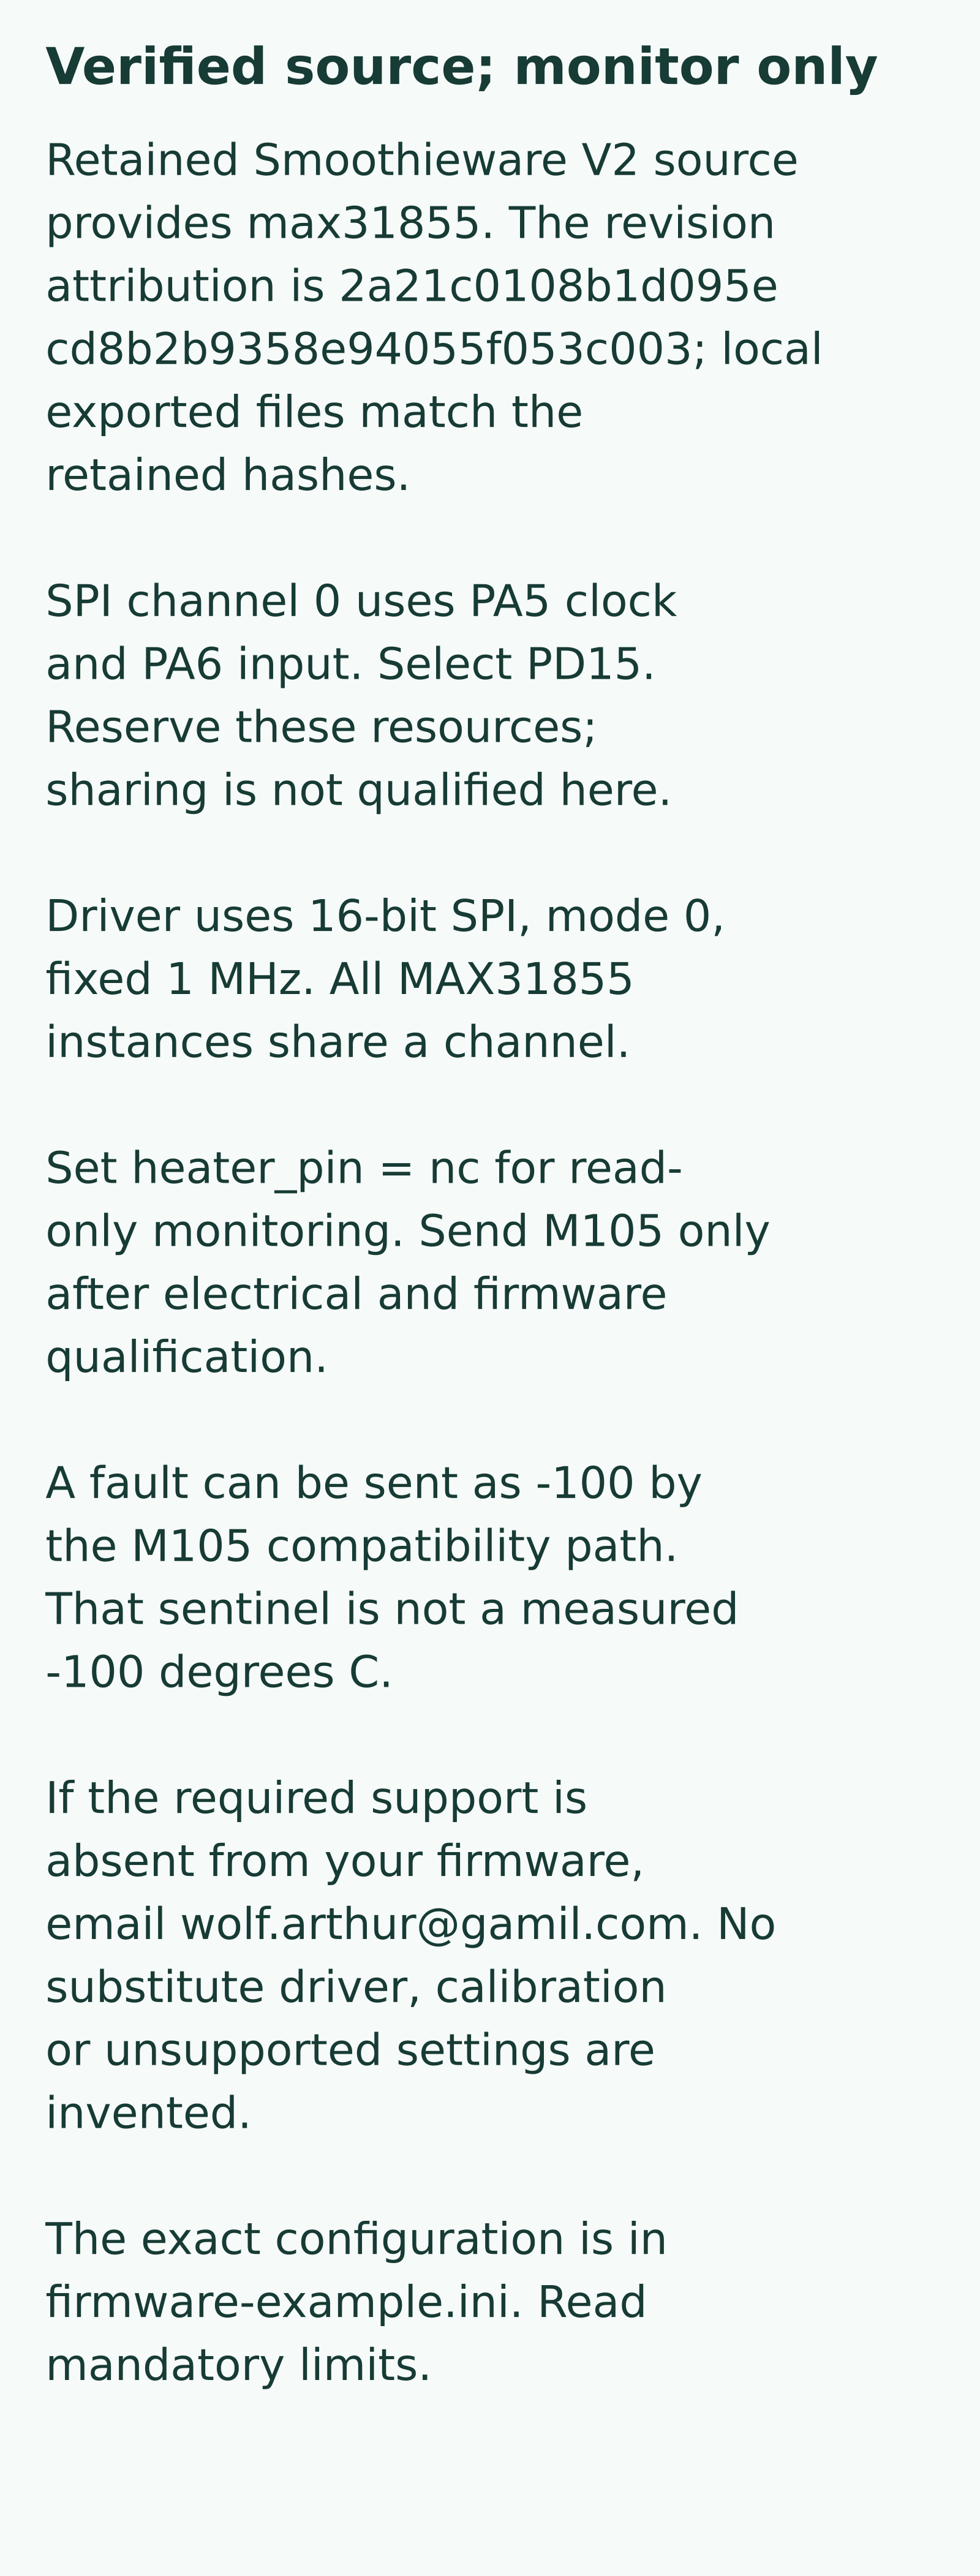 Verified source; monitor only
Retained Smoothieware V2 source
provides max31855. The revision
attribution is 2a21c0108b1d095e
cd8b2b9358e94055f053c003; local
exported files match the
retained hashes.
SPI channel 0 uses PA5 clock
and PA6 input. Select PD15.
Reserve these resources;
sharing is not qualified here.
Driver uses 16-bit SPI, mode 0,
fixed 1 MHz. All MAX31855
instances share a channel.
Set heater_pin = nc for read-
only monitoring. Send M105 only
after electrical and firmware
qualification.
A fault can be sent as -100 by
the M105 compatibility path.
That sentinel is not a measured
-100 degrees C.
If the required support is
absent from your firmware,
email wolf.arthur@gamil.com. No
substitute driver, calibration
or unsupported settings are
invented.
The exact configuration is in
firmware-example.ini. Read
mandatory limits.